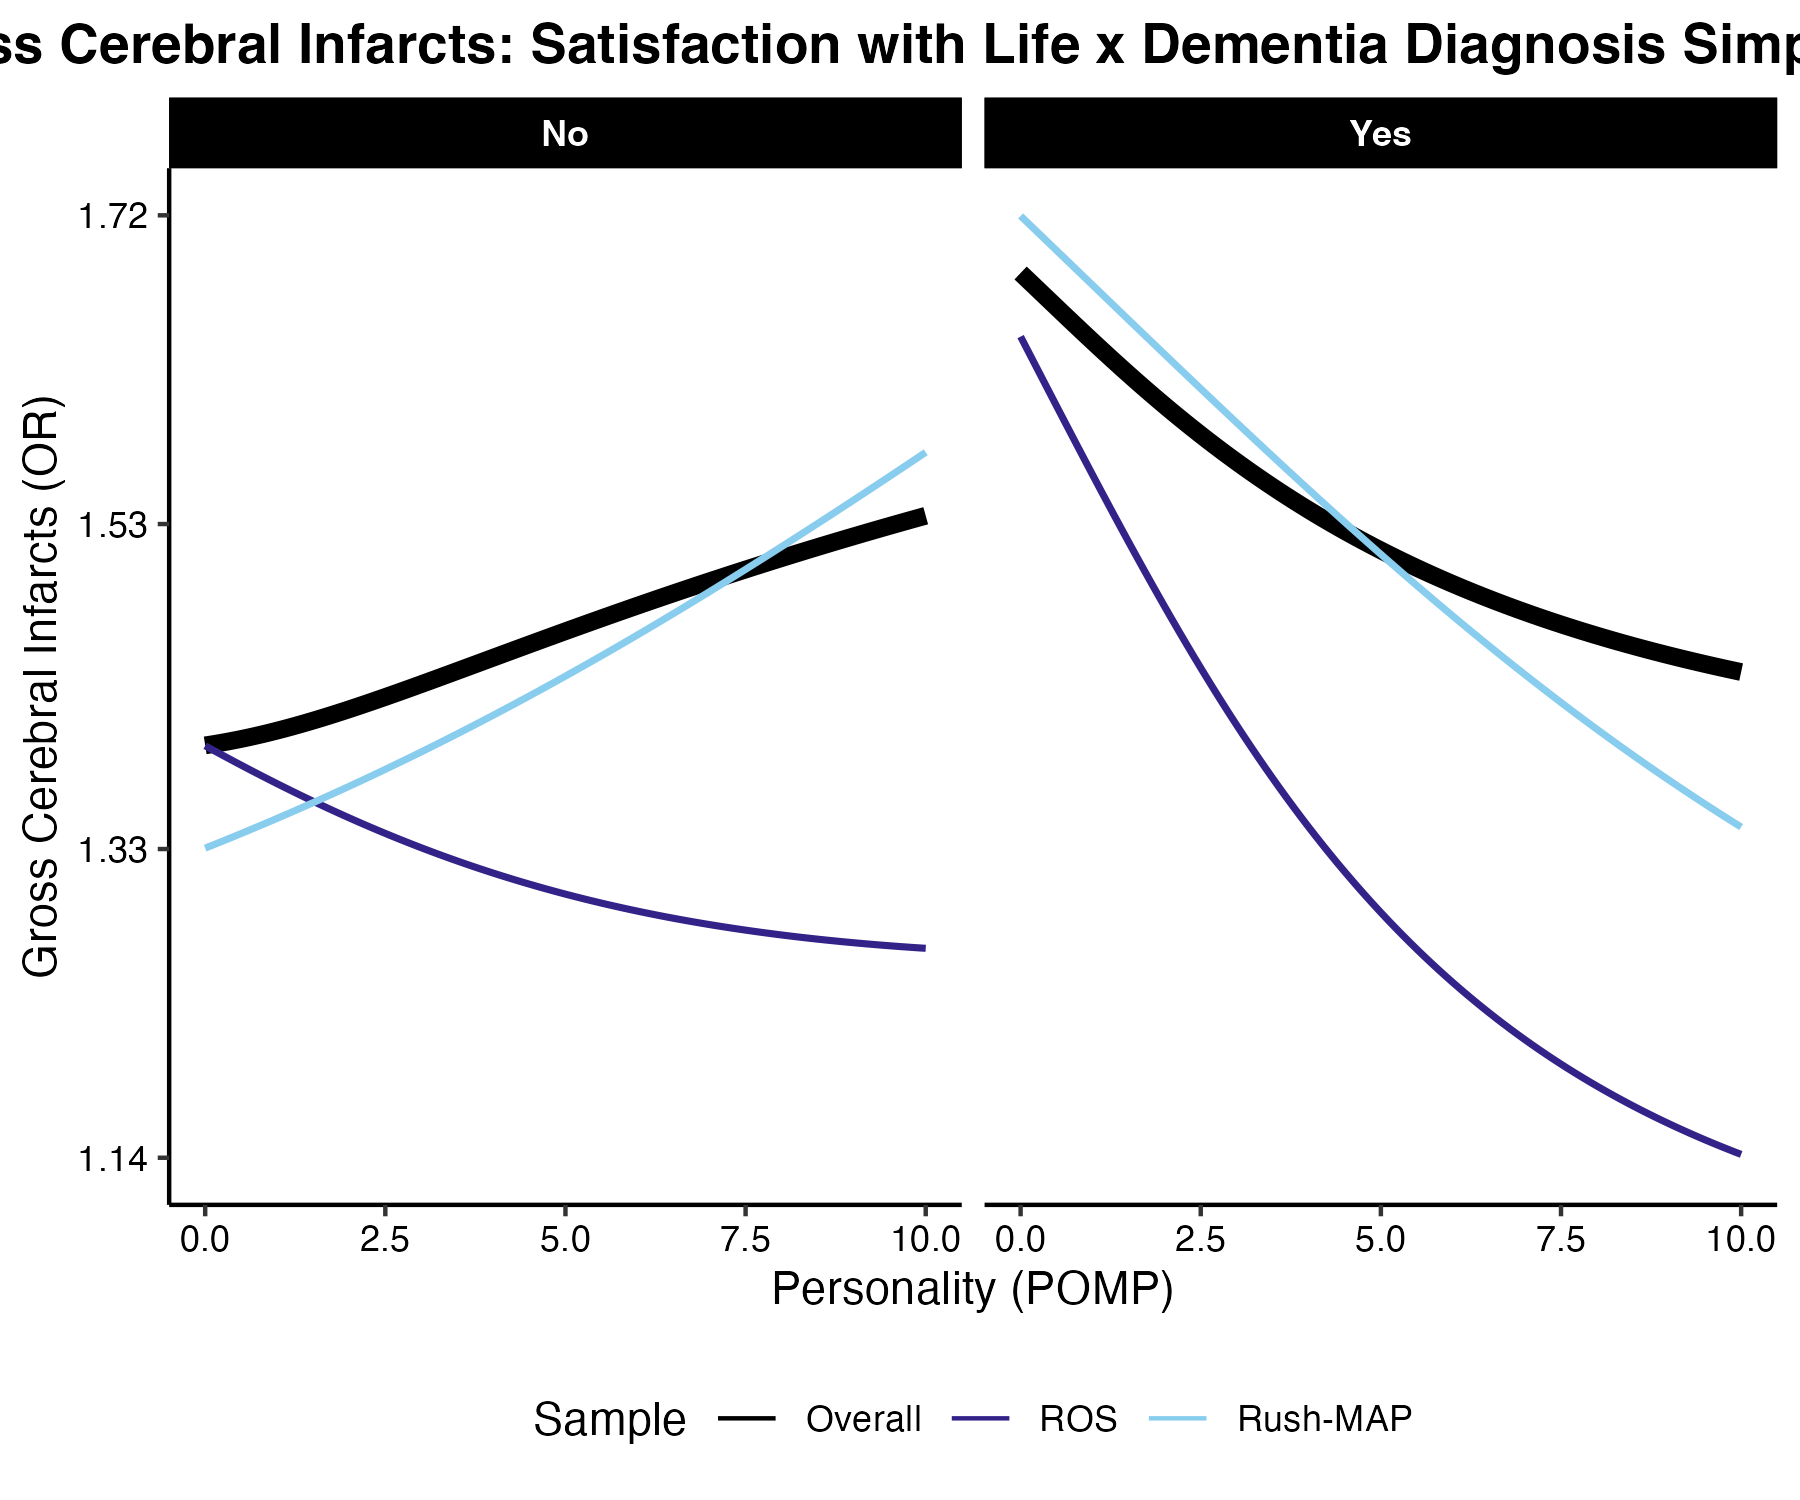 ss Cerebral Infarcts: Satisfaction with Life x Dementia Diagnosis Simp
No Yes
1.72
1.53
1.33
1.14
Gross Cerebral Infarcts (OR)
0.0 2.5 5.0 7.5 10.0 0.0 2.5 5.0 7.5 10.0
Personality (POMP)
Sample Overall ROS Rush-MAP